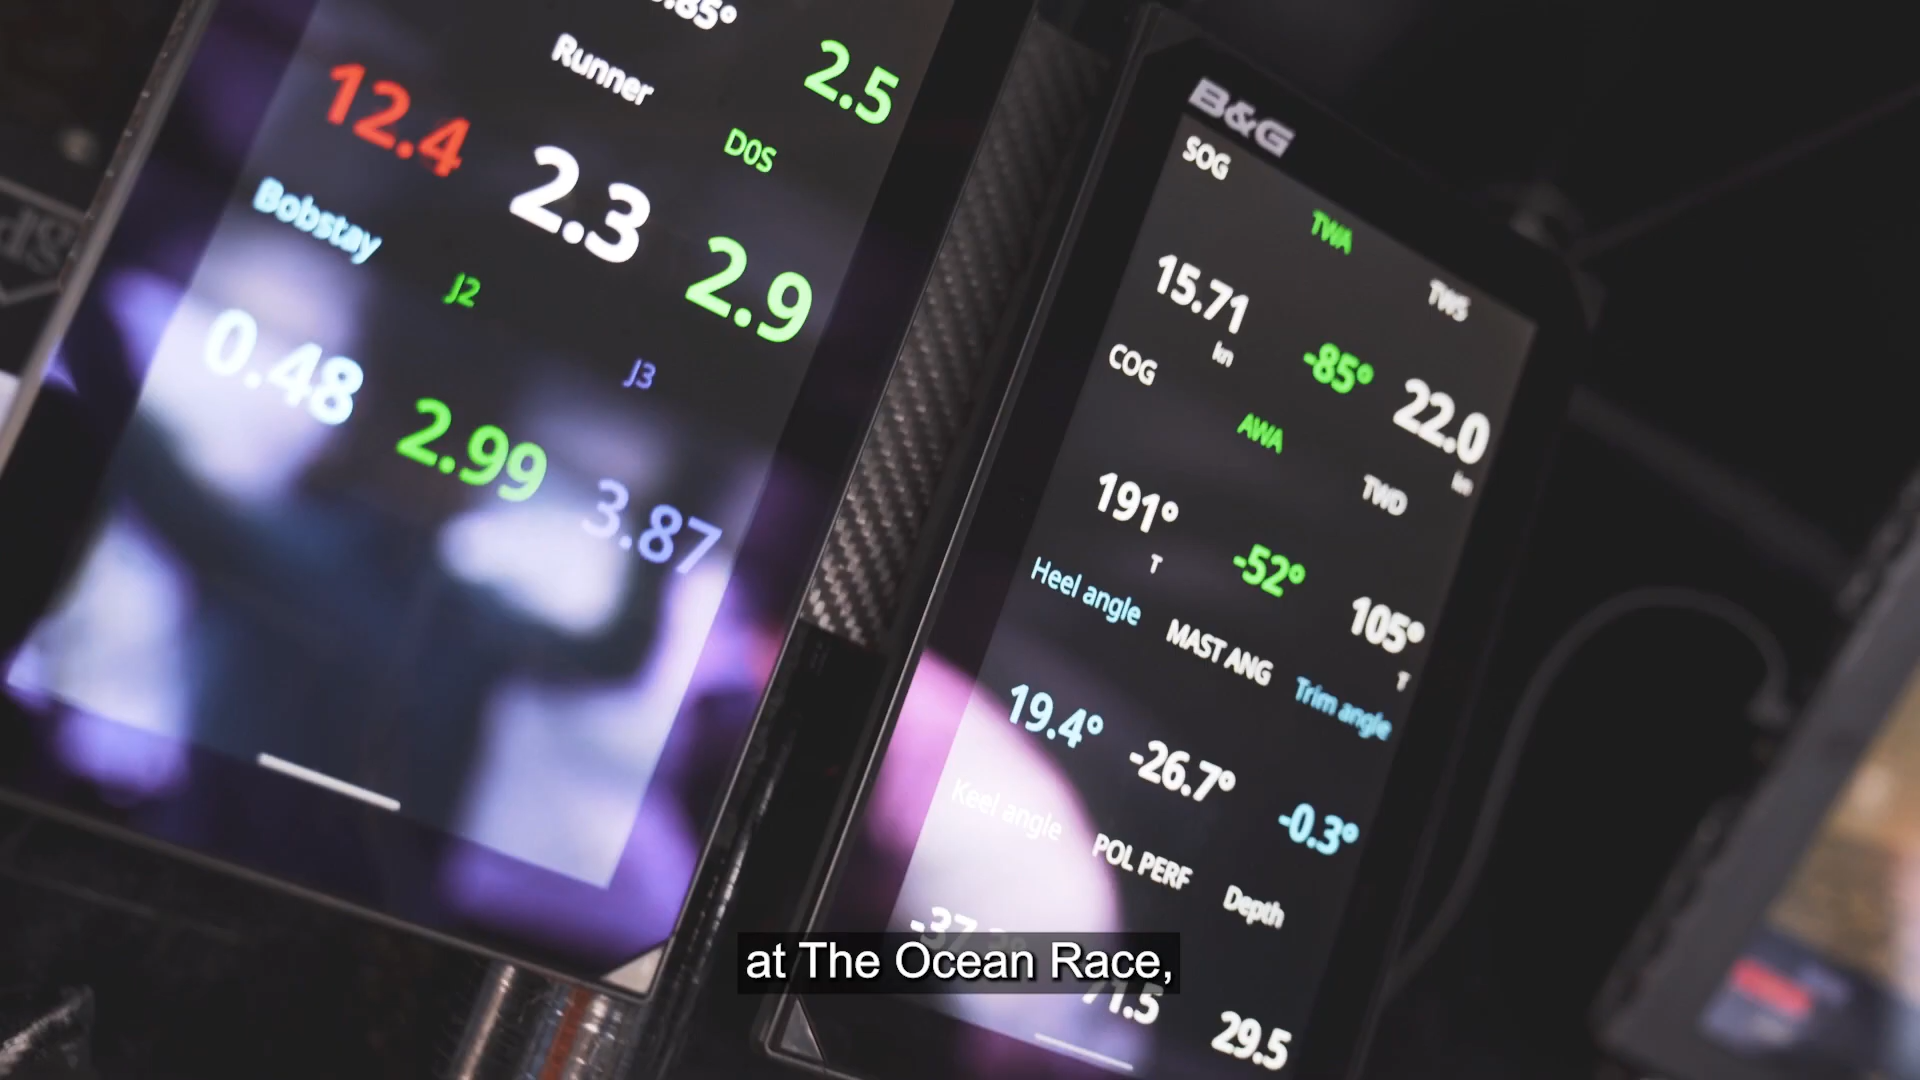 .85°
2.5
Runner
12.4
DOS
2.3
Bobstay
2.9
J2
0.48
J3
2.99
3.87
B&G
SOG
TWA
TWS
15.71
kn
-85°
22.0
kn
COG
AWA
TWD
191°
T
-52°
105°
T
Heel angle
MAST ANG
Trim angle
19.4°
-26.7°
-0.3°
Keel angle
POL PERF
Depth
71.5
29.5
at The Ocean Race,